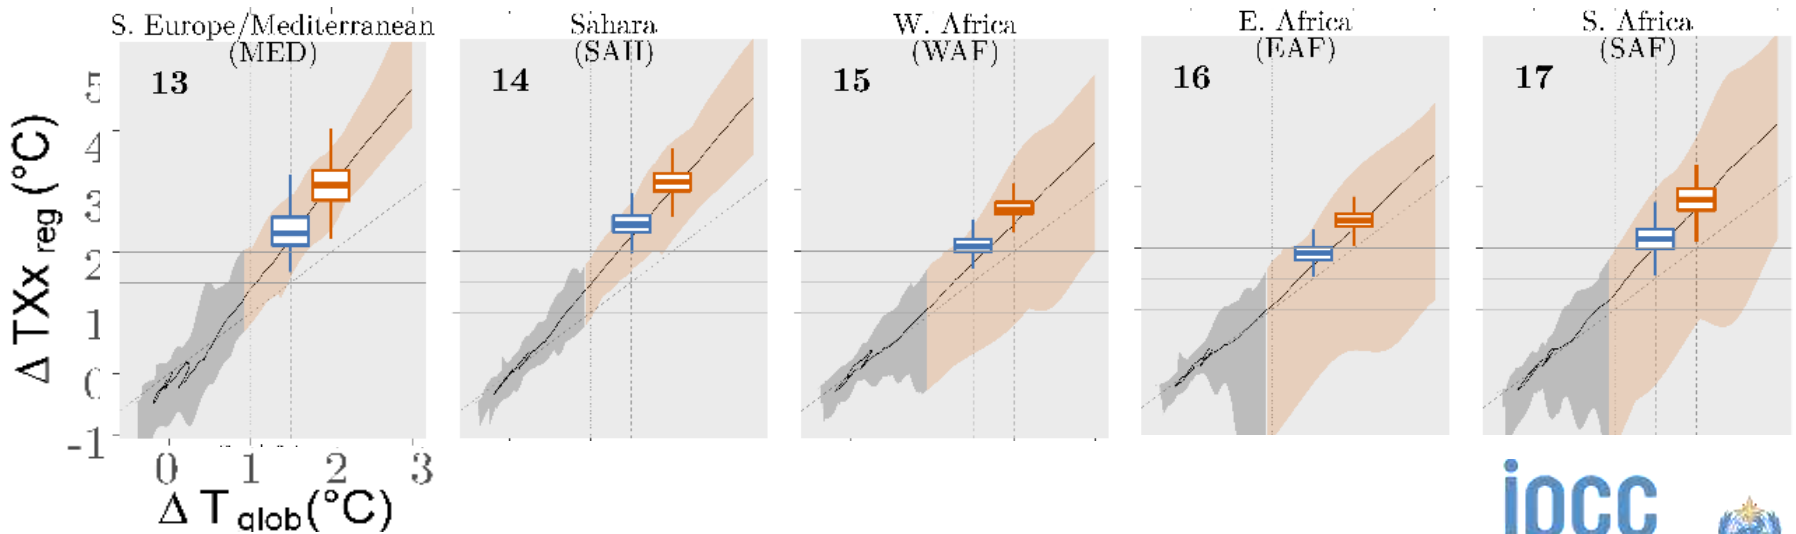 S. Europe/Mediterranean
(MED)
Sahara
(SAH)
W. Africa
(WAF)
E. Africa
(EAF)
S. Africa
(SAF)
13
14
15
16
17
5
4
3
2
1
0
-1
Δ TXx reg (°C)
0 1 2 3
Δ T glob (°C)
ipcc